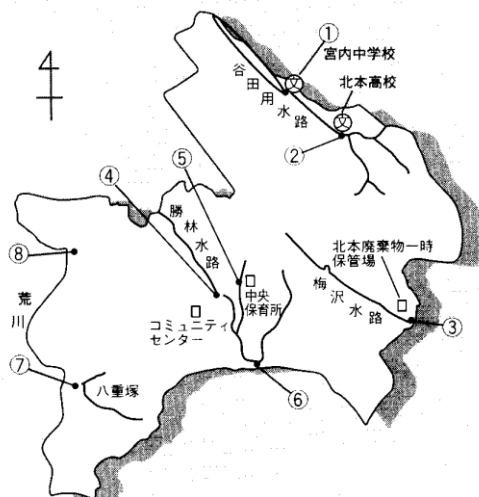 ①
宮内中学校
文
北本高校
文
谷田用水路
②
⑤
④
勝林水路
⑧
北本廃棄物一時
保管場
梅沢水路
中央
保育所
荒川
コミュニティ
センター
③
⑦
八重塚
⑥